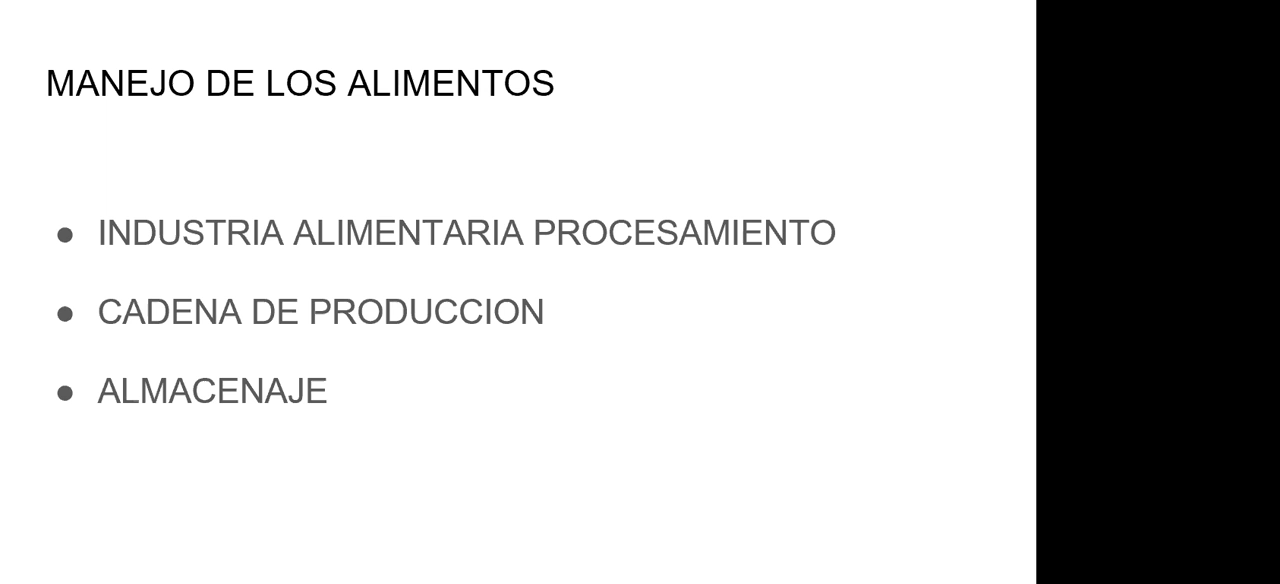 MANEJO DE LOS ALIMENTOS
● INDUSTRIA ALIMENTARIA PROCESAMIENTO
● CADENA DE PRODUCCION
● ALMACENAJE